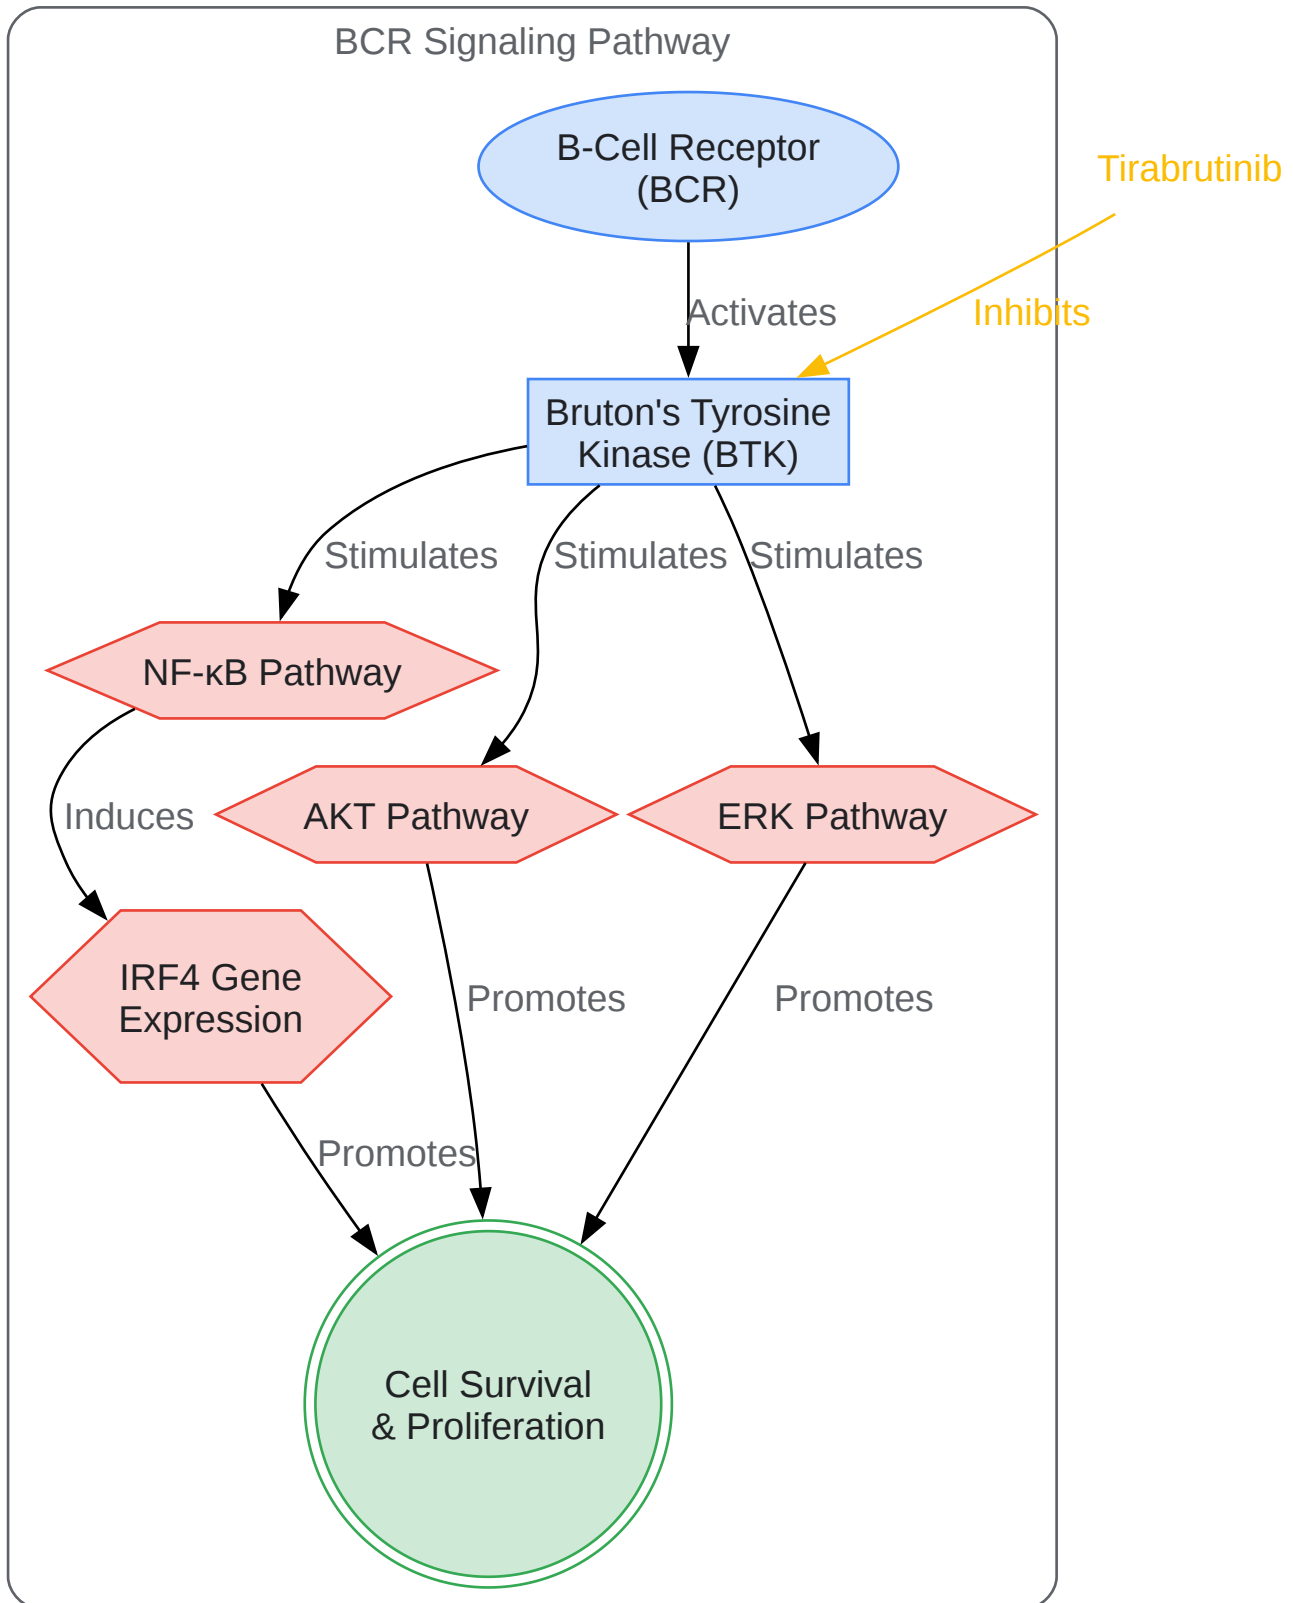 BCR Signaling Pathway
B-Cell Receptor
(BCR)
Tirabrutinib
Activates
Inhibits
Bruton's Tyrosine
Kinase (BTK)
Stimulates
Stimulates
Stimulates
NF-κB Pathway
Induces
AKT Pathway
ERK Pathway
IRF4 Gene
Expression
Promotes
Promotes
Promotes
Cell Survival
& Proliferation